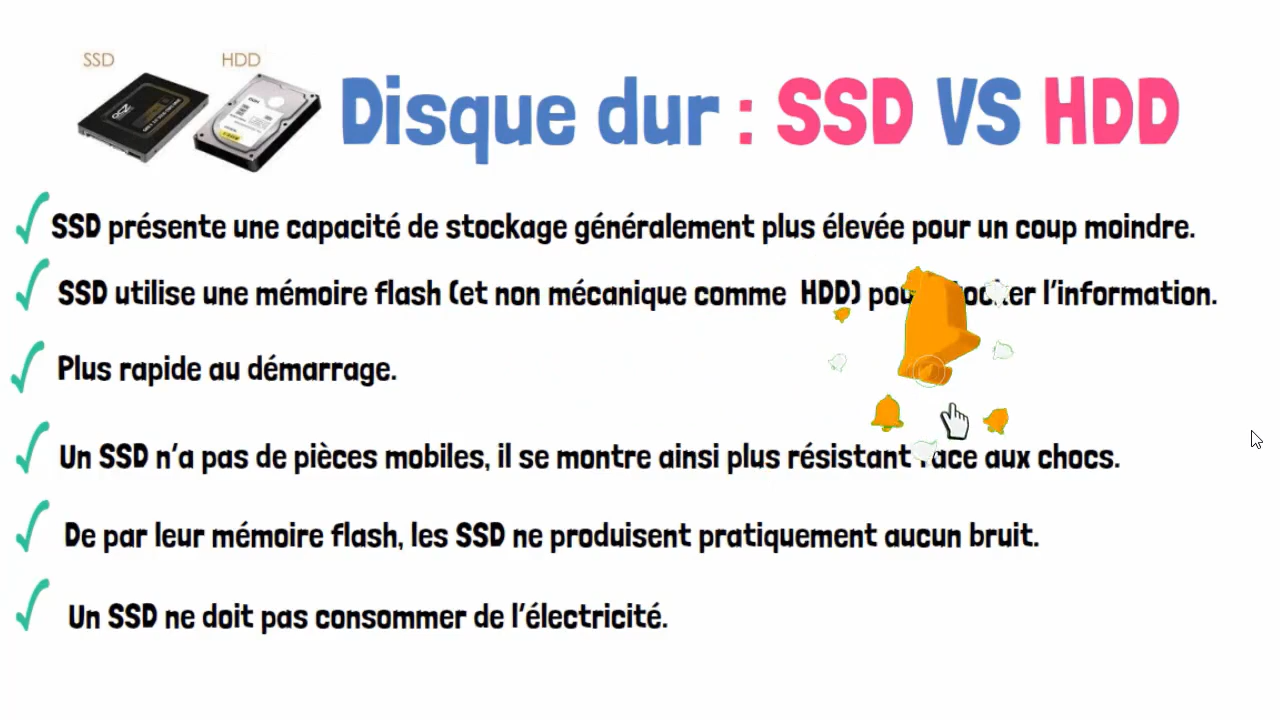 SSD
HDD
Disque dur : SSD VS HDD
SSD présente une capacité de stockage généralement plus élevée pour un coup moindre.
SSD utilise une mémoire flash (et non mécanique comme HDD) l'information.
Plus rapide au démarrage.
Un SSD n'a pas de pièces mobiles, il se montre ainsi plus résistant face aux chocs.
De par leur mémoire flash, les SSD ne produisent pratiquement aucun bruit.
Un SSD ne doit pas consommer de l'électricité.